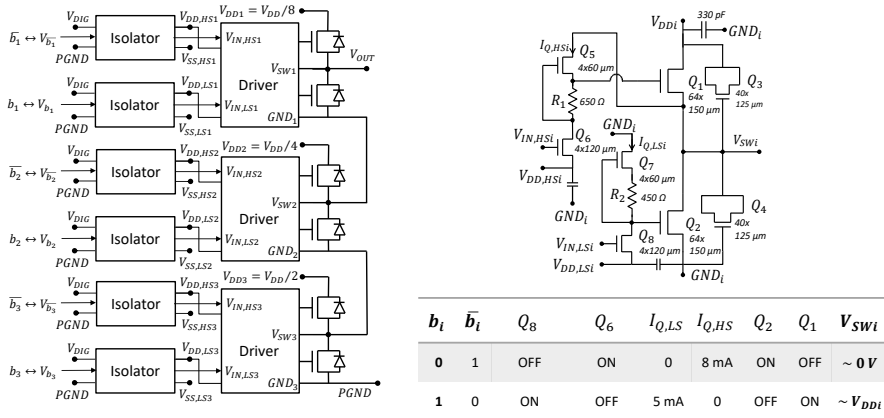 V_DIG
V_DD,HS1
V_DD1 = V_DD/8
b̄₁ ↔ V_b̄₁
Isolator
V_IN,HS1
PGND
V_SS,HS1
Driver
V_SW1
V_OUT
V_DIG
V_DD,LS1
b₁ ↔ V_b₁
Isolator
V_IN,LS1
GND₁
PGND
V_SS,LS1
V_DIG
V_DD,HS2
V_DD2 = V_DD/4
b̄₂ ↔ V_b̄₂
Isolator
V_IN,HS2
PGND
V_SS,HS2
Driver
V_SW2
V_DIG
V_DD,LS2
b₂ ↔ V_b₂
Isolator
V_IN,LS2
GND₂
PGND
V_SS,LS2
V_DIG
V_DD,HS3
V_DD3 = V_DD/2
b̄₃ ↔ V_b̄₃
Isolator
V_IN,HS3
PGND
V_SS,HS3
Driver
V_SW3
V_DIG
V_DD,LS3
b₃ ↔ V_b₃
Isolator
V_IN,LS3
GND₃
PGND
PGND
V_SS,LS3
330 pF
V_DDi
GND_i
I_Q,HSi
Q₅
4x60 µm
Q₁
64x
150 µm
Q₃
40x
125 µm
R₁
650 Ω
V_IN,HSi
Q₆
4x120 µm
V_DD,HSi
GND_i
GND_i
I_Q,LSi
Q₇
4x60 µm
R₂
450 Ω
V_SWi
Q₂
64x
150 µm
Q₄
40x
125 µm
V_IN,LSi
Q₈
4x120 µm
V_DD,LSi
GND_i
b_i b̄_i Q₈ Q₆ I_Q,LS I_Q,HS Q₂ Q₁ V_SWi
0 1 OFF ON 0 8 mA ON OFF ~ 0 V
1 0 ON OFF 5 mA 0 OFF ON ~ V_DDi